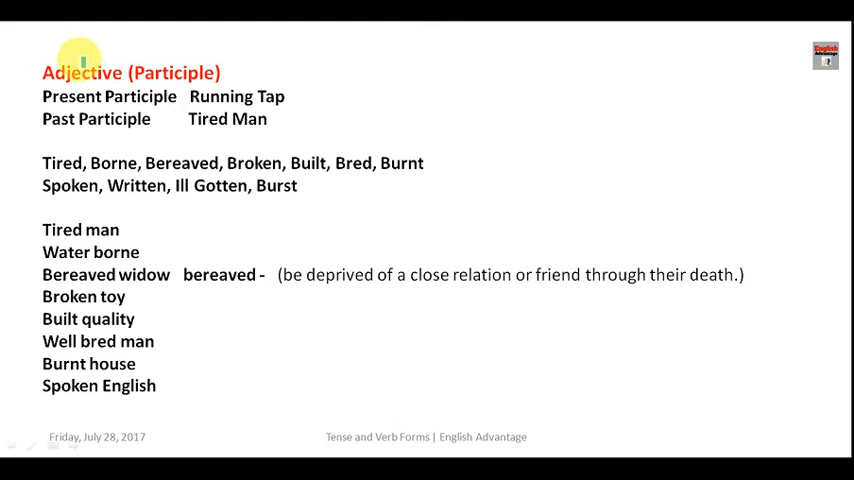 English
Advantage
Adjective (Participle)
Present Participle Running Tap
Past Participle Tired Man
Tired, Borne, Bereaved, Broken, Built, Bred, Burnt
Spoken, Written, Ill Gotten, Burst
Tired man
Water borne
Bereaved widow bereaved - (be deprived of a close relation or friend through their death.)
Broken toy
Built quality
Well bred man
Burnt house
Spoken English
Friday, July 28, 2017 Tense and Verb Forms | English Advantage